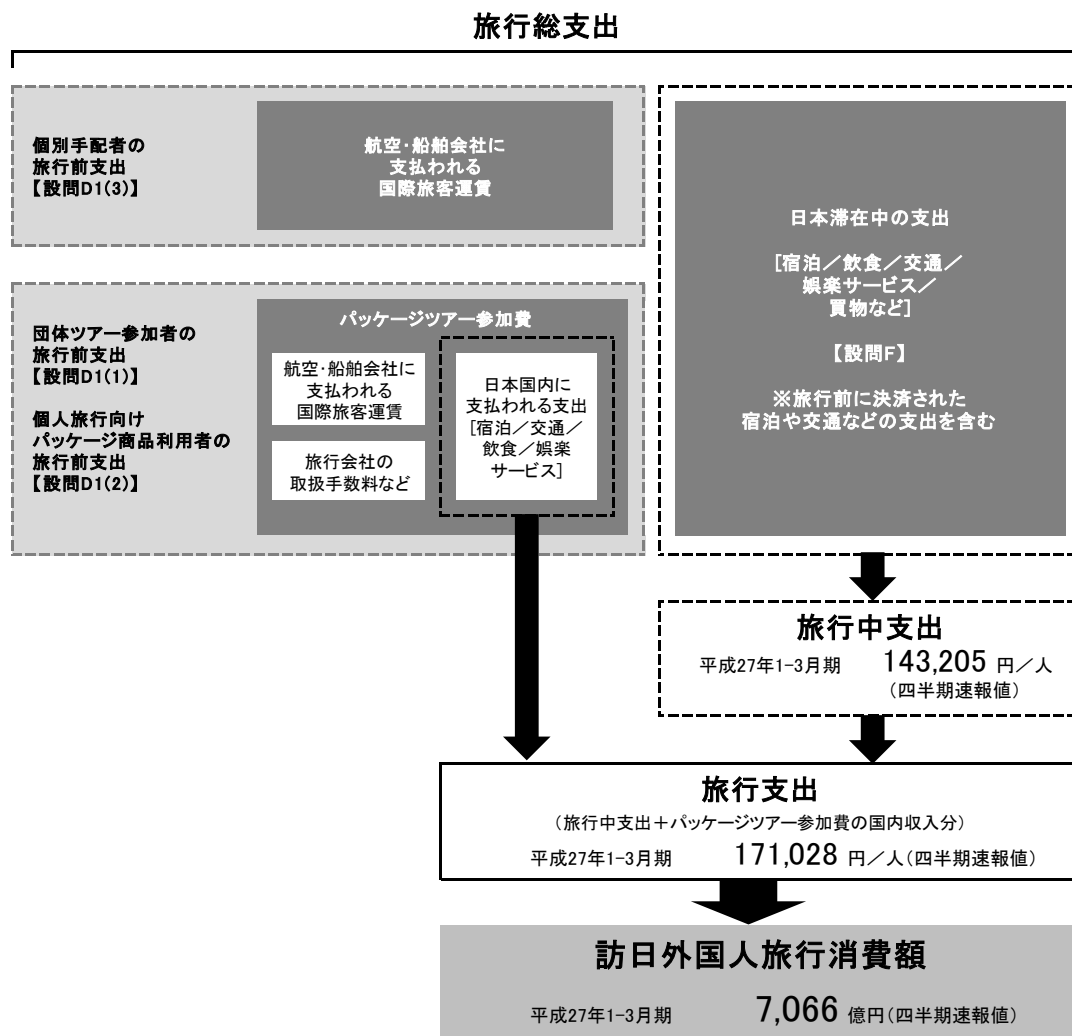 旅行総支出
個別手配者の
旅行前支出
【設問D1(3)】
航空・船舶会社に
支払われる
国際旅客運賃
団体ツアー参加者の
旅行前支出
【設問D1(1)】
個人旅行向け
パッケージ商品利用者の
旅行前支出
【設問D1(2)】
パッケージツアー参加費
航空・船舶会社に
支払われる
国際旅客運賃
旅行会社の
取扱手数料など
日本国内に
支払われる支出
[宿泊／交通／
飲食／娯楽
サービス]
日本滞在中の支出
[宿泊／飲食／交通／
娯楽サービス／
買物など]
【設問F】
※旅行前に決済された
宿泊や交通などの支出を含む
旅行中支出
平成27年1-3月期 143,205 円／人
(四半期速報値)
旅行支出
(旅行中支出＋パッケージツアー参加費の国内収入分)
平成27年1-3月期 171,028 円／人(四半期速報値)
訪日外国人旅行消費額
平成27年1-3月期 7,066 億円(四半期速報値)